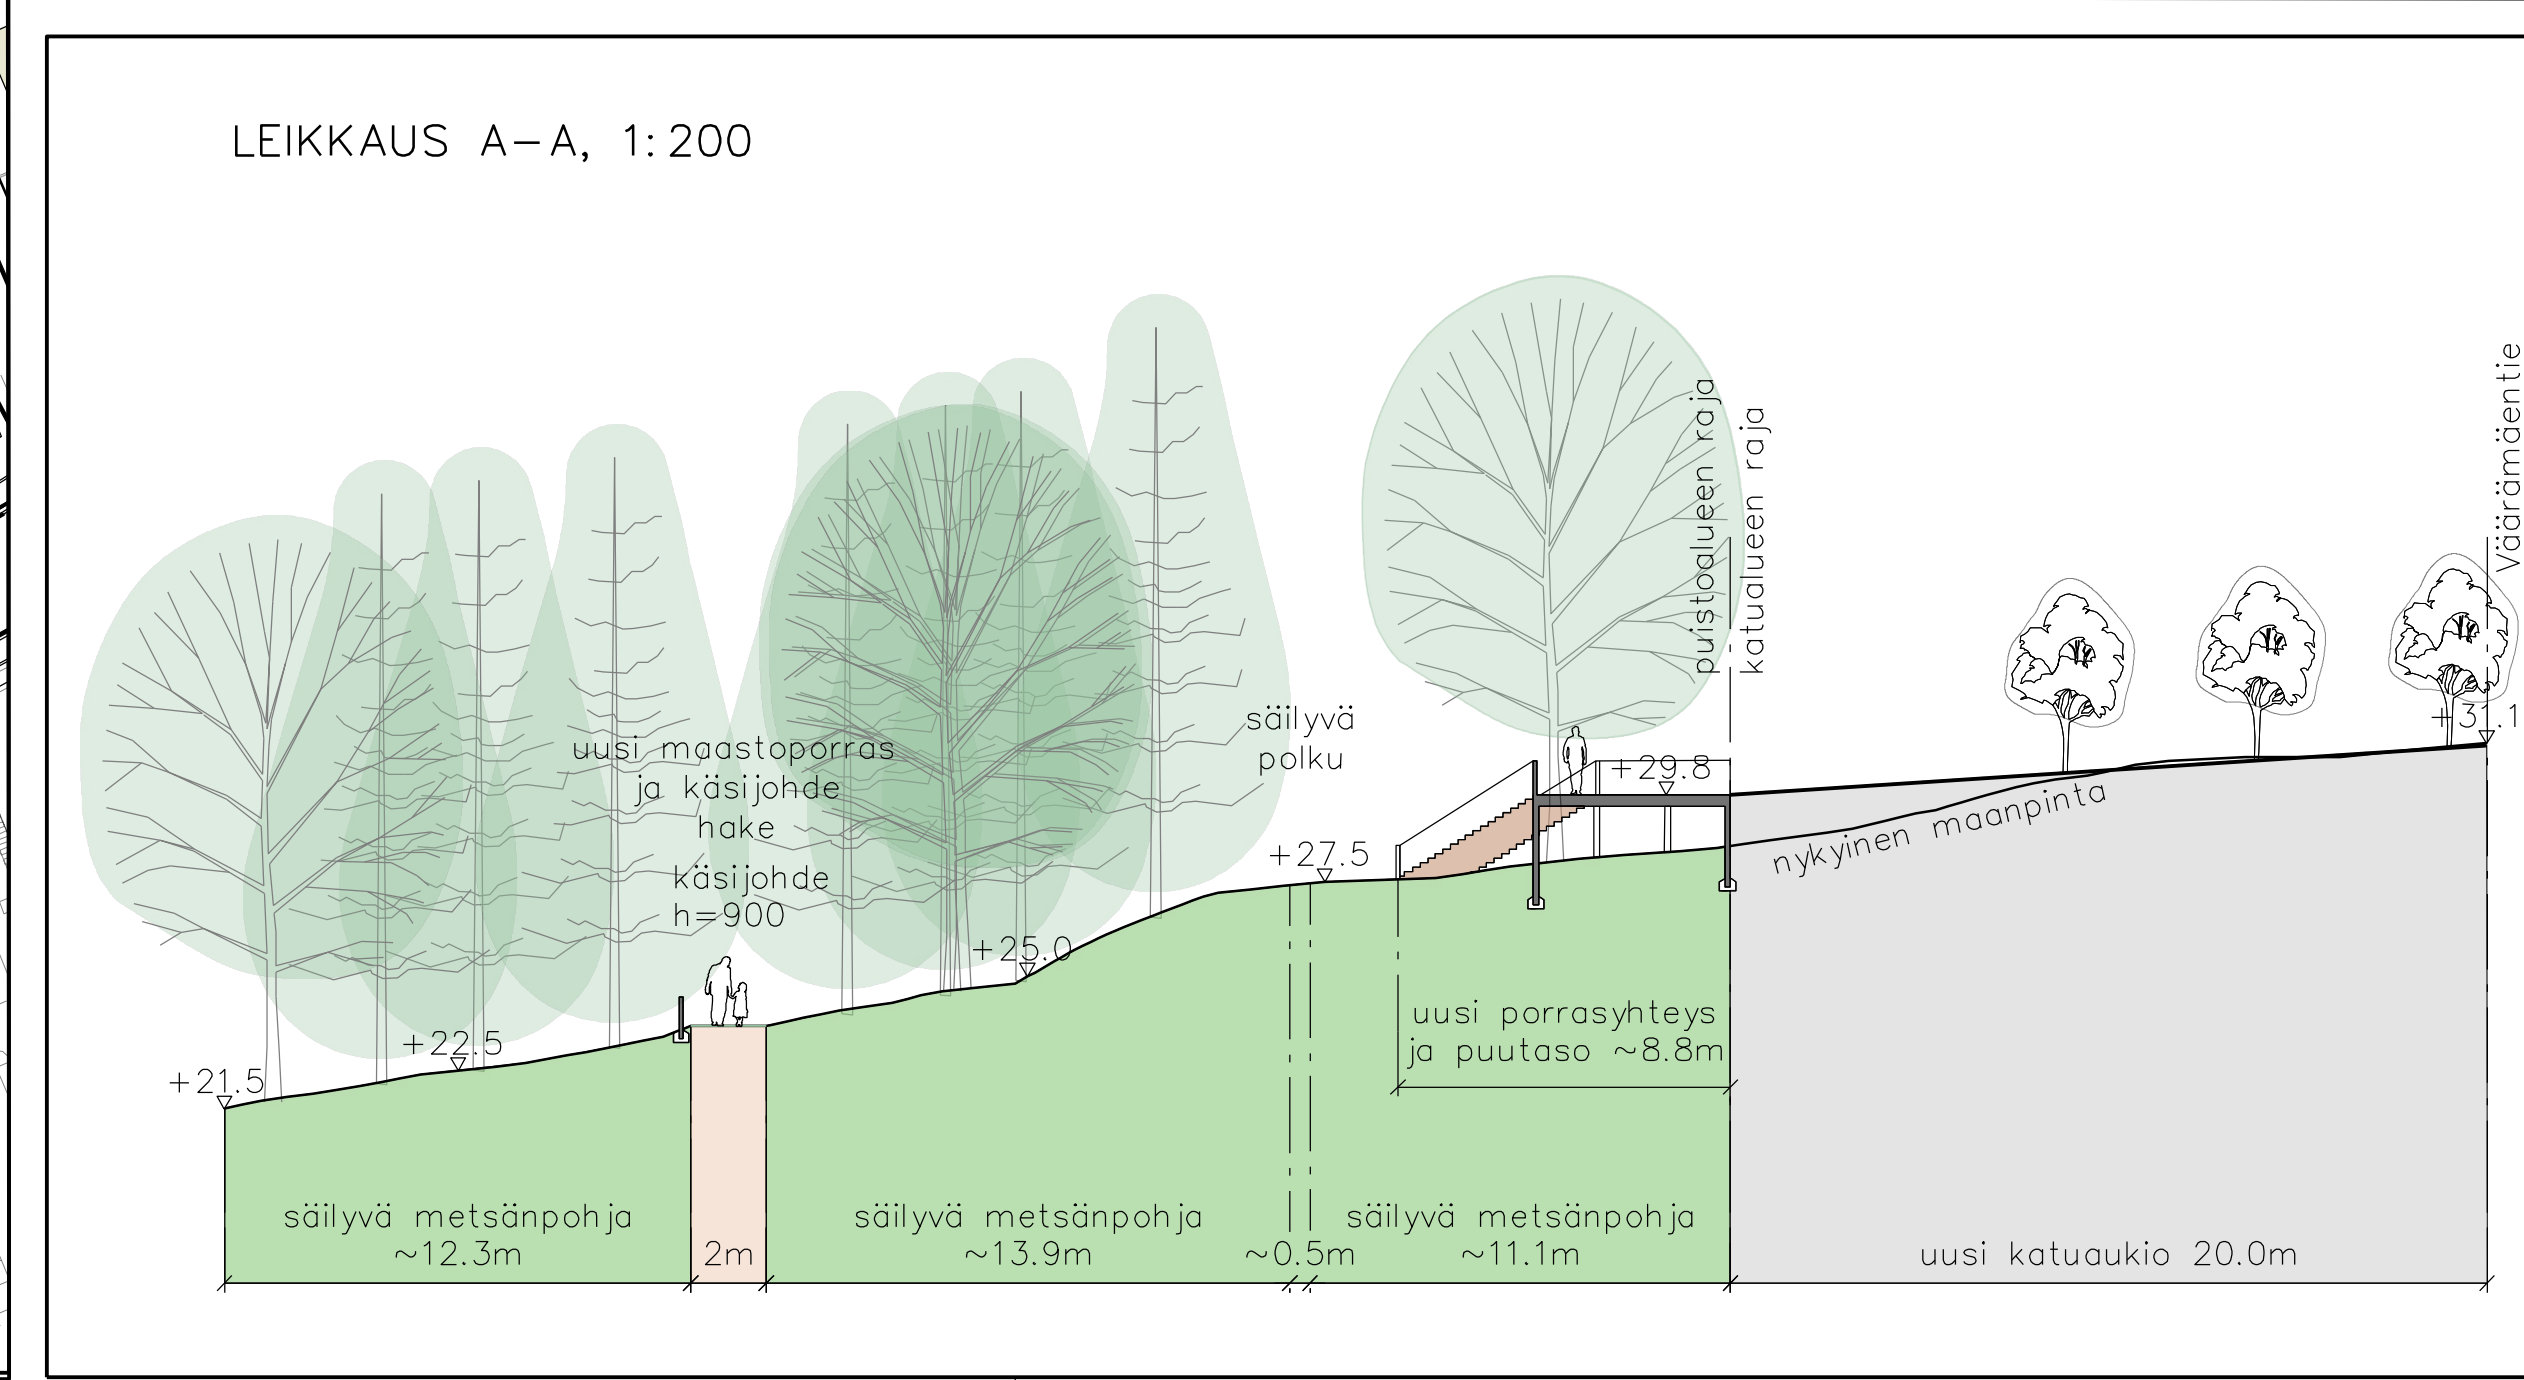 LEIKKAUS A-A, 1:200
puistoalueen raja
katualueen raja
Väärämäentie
+31.1
uusi maastoporras
ja käsijohde
hake
käsijohde
h=900
säilyvä
polku
+29.8
nykyinen maanpinta
+27.5
+25.0
+22.5
+21.5
uusi porrasyhteys
ja puutaso ~8.8m
säilyvä metsänpohja
~12.3m
2m
säilyvä metsänpohja
~13.9m
~0.5m
säilyvä metsänpohja
~11.1m
uusi katuaukio 20.0m